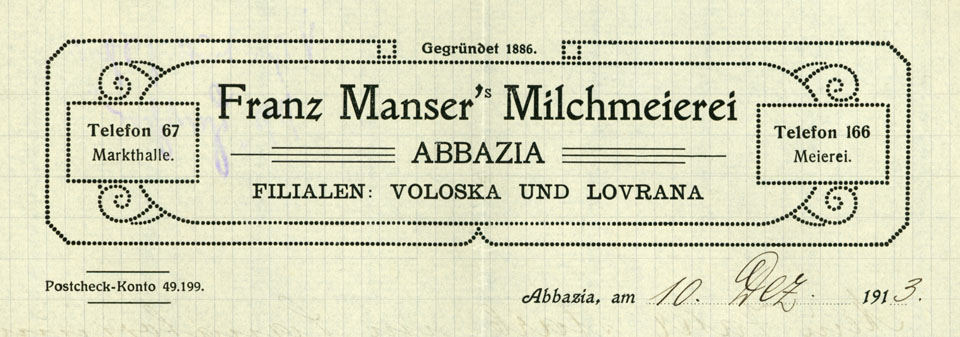 Gegründet 1886.
Franz Manser's Milchmeierei
Telefon 67
Markthalle.
Telefon 166
Meierei.
ABBAZIA
FILIALEN: VOLOSKA UND LOVRANA
Postcheck-Konto 49.199.
Abbazia, am 10. Dez. 1913.